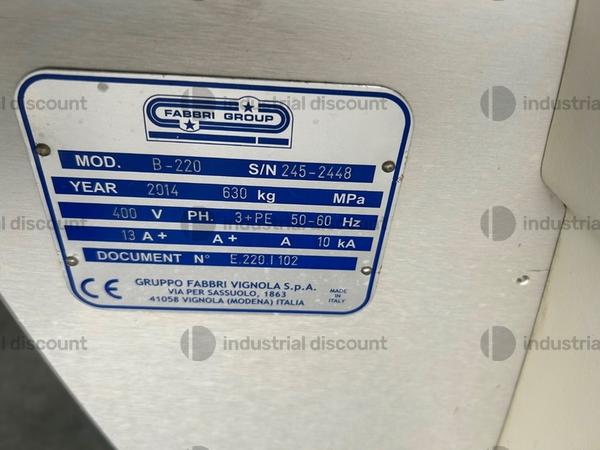 industrial discount
industrial discount
industrial
FABBRI GROUP
MOD. B-220 S/N 245-2448
YEAR 2014 630 kg MPa
400 V PH. 3+PE 50-60 Hz
13 A+ A+ A 10 kA
DOCUMENT N° E.220.I102
CE
GRUPPO FABBRI VIGNOLA S.p.A.
VIA PER SASSUOLO, 1863
41058 VIGNOLA (MODENA) ITALIA
MADE IN ITALY
industrial discount
industrial discount
industrial
discount
industrial discount
industrial